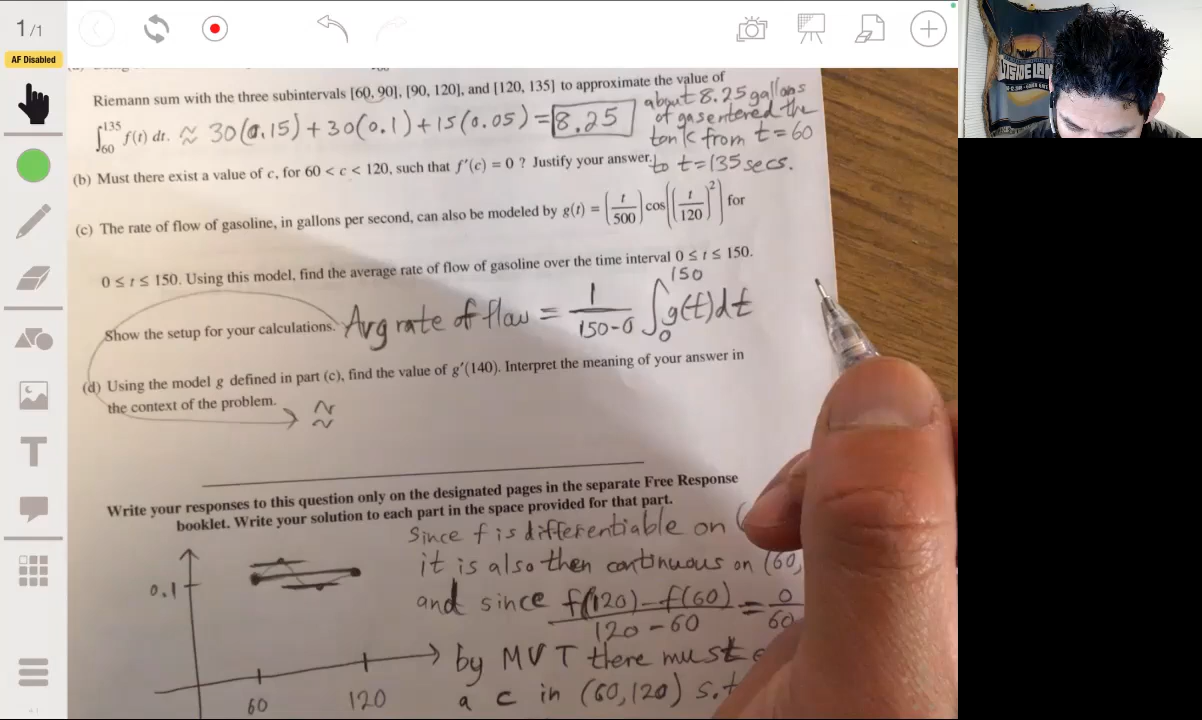 1/1
AF Disabled
Riemann sum with the three subintervals [60, 90], [90, 120], and [120, 135] to approximate the value of
∫₆₀¹³⁵ f(t) dt. ≈ 30(0.15) + 30(0.1) + 15(0.05) = 8.25
about 8.25 gallons
of gas entered the
tank from t = 60
to t = 135 secs.
(b) Must there exist a value of c, for 60 < c < 120, such that f′(c) = 0 ? Justify your answer.
(c) The rate of flow of gasoline, in gallons per second, can also be modeled by g(t) = (t/500) cos((t/120)²) for
0 ≤ t ≤ 150. Using this model, find the average rate of flow of gasoline over the time interval 0 ≤ t ≤ 150.
Show the setup for your calculations. Avg rate of flow = 1/(150-0) ∫₀¹⁵⁰ g(t)dt
(d) Using the model g defined in part (c), find the value of g′(140). Interpret the meaning of your answer in
the context of the problem. ≈
Write your responses to this question only on the designated pages in the separate Free Response
booklet. Write your solution to each part in the space provided for that part.
0.1
60
120
Since f is differentiable on (
it is also then continuous on (60,
and since (f(120) - f(60))/(120 - 60) = 0/60
by MVT there must
a c in (60,120) s.t
T